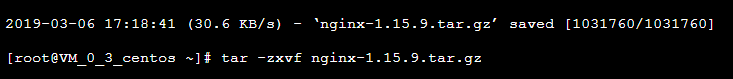 2019-03-06 17:18:41 (30.6 KB/s) - ‘nginx-1.15.9.tar.gz’ saved [1031760/1031760]
[root@VM_0_3_centos ~]# tar -zxvf nginx-1.15.9.tar.gz